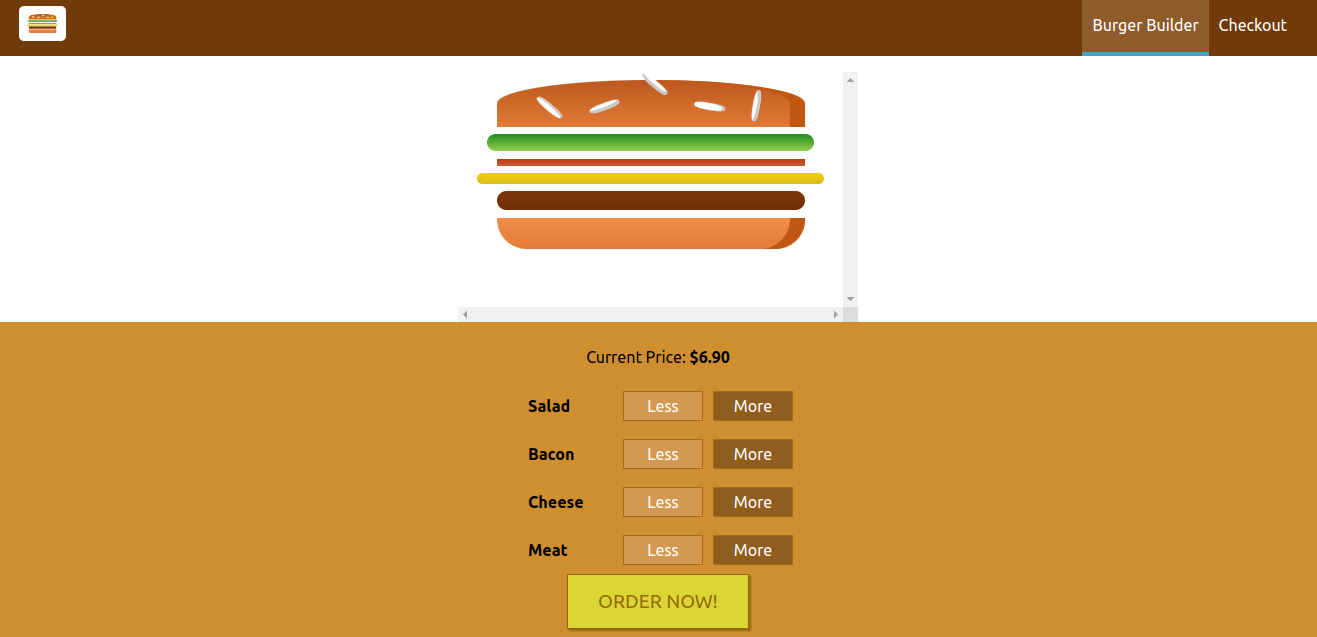 Burger Builder Checkout
Current Price: $6.90
Salad Less More
Bacon Less More
Cheese Less More
Meat Less More
ORDER NOW!